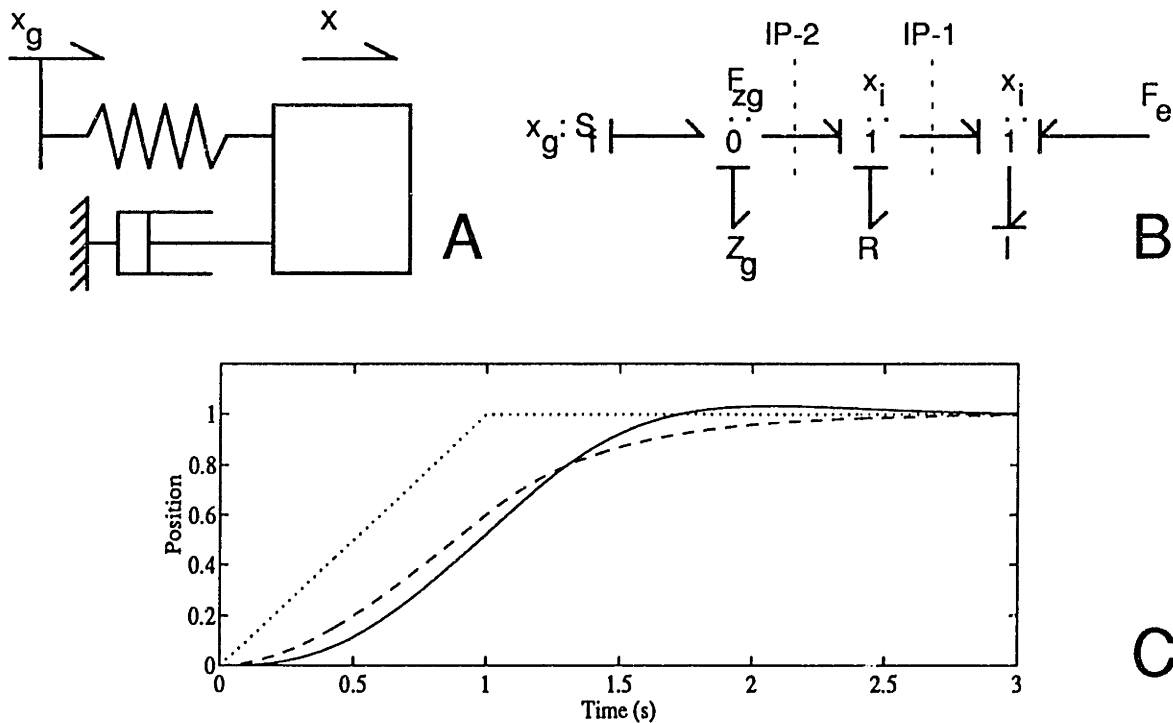 x_g
x
A
IP-2
IP-1
F_zg
x_i
x_i
F_e
x_g: S_f
0
1
1
Z_g
R
I
B
Position
1
0.8
0.6
0.4
0.2
0
0
0.5
1
1.5
2
2.5
3
Time (s)
C